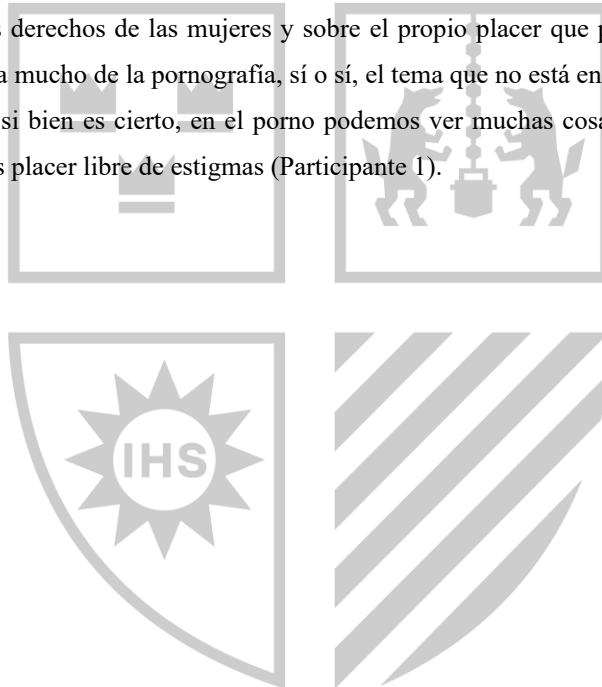 s derechos de las mujeres y sobre el propio placer que p
a mucho de la pornografía, sí o sí, el tema que no está en
si bien es cierto, en el porno podemos ver muchas cosa
s placer libre de estigmas (Participante 1).
IHS